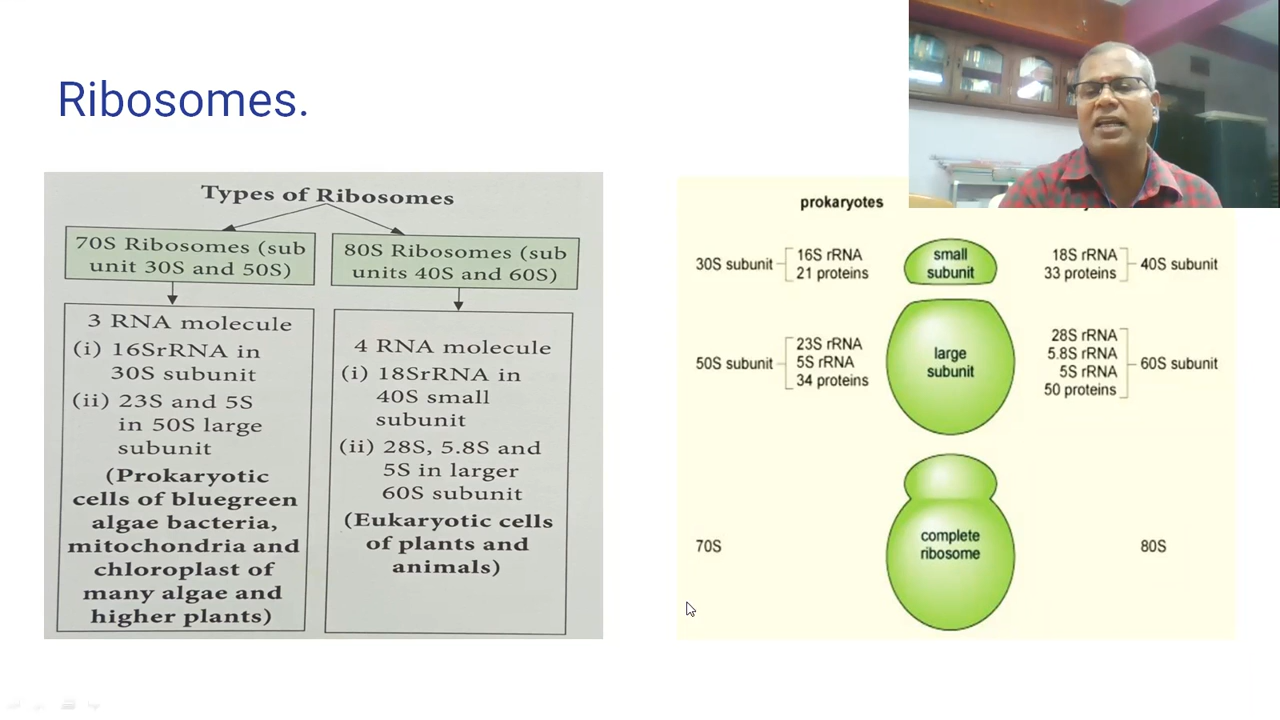 Ribosomes.
Types of Ribosomes
70S Ribosomes (sub
unit 30S and 50S)
80S Ribosomes (sub
units 40S and 60S)
3 RNA molecule
(i) 16SrRNA in
30S subunit
(ii) 23S and 5S
in 50S large
subunit
(Prokaryotic
cells of bluegreen
algae bacteria,
mitochondria and
chloroplast of
many algae and
higher plants)
4 RNA molecule
(i) 18SrRNA in
40S small
subunit
(ii) 28S, 5.8S and
5S in larger
60S subunit
(Eukaryotic cells
of plants and
animals)
prokaryotes
30S subunit
16S rRNA
21 proteins
small
subunit
18S rRNA
33 proteins
40S subunit
50S subunit
23S rRNA
5S rRNA
34 proteins
large
subunit
28S rRNA
5.8S rRNA
5S rRNA
50 proteins
60S subunit
70S
complete
ribosome
80S